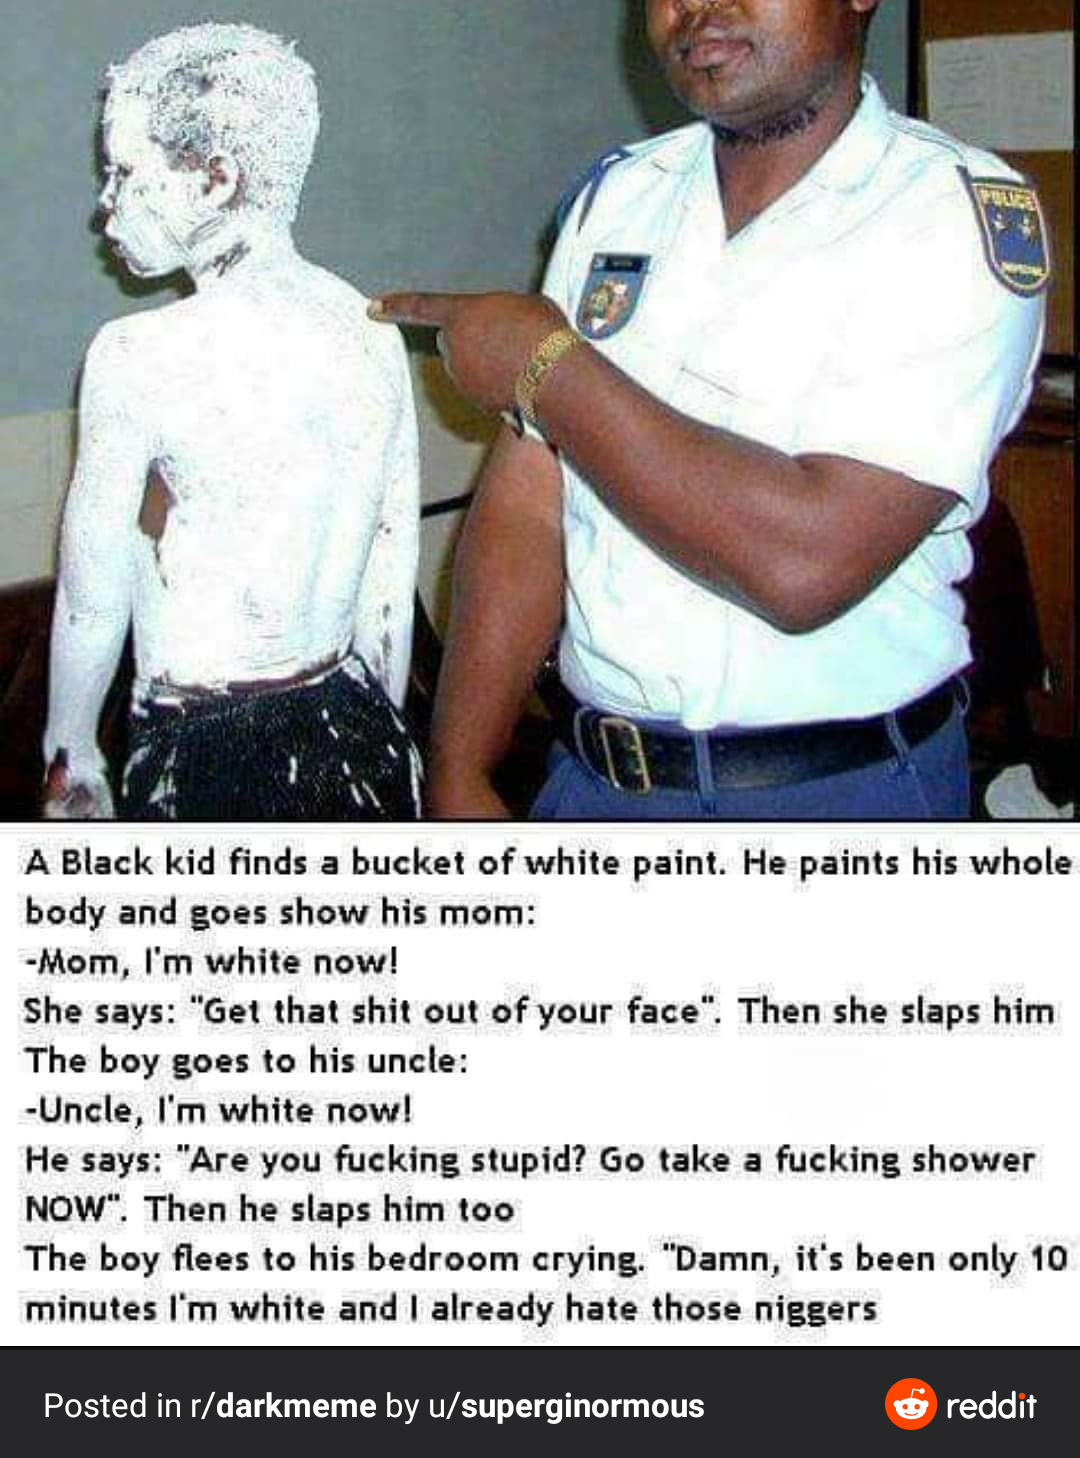 POLICE
A Black kid finds a bucket of white paint. He paints his whole
body and goes show his mom:
-Mom, I'm white now!
She says: "Get that shit out of your face". Then she slaps him
The boy goes to his uncle:
-Uncle, I'm white now!
He says: "Are you fucking stupid? Go take a fucking shower
NOW". Then he slaps him too
The boy flees to his bedroom crying. "Damn, it's been only 10
minutes I'm white and I already hate those niggers
Posted in r/darkmeme by u/superginormous
reddit